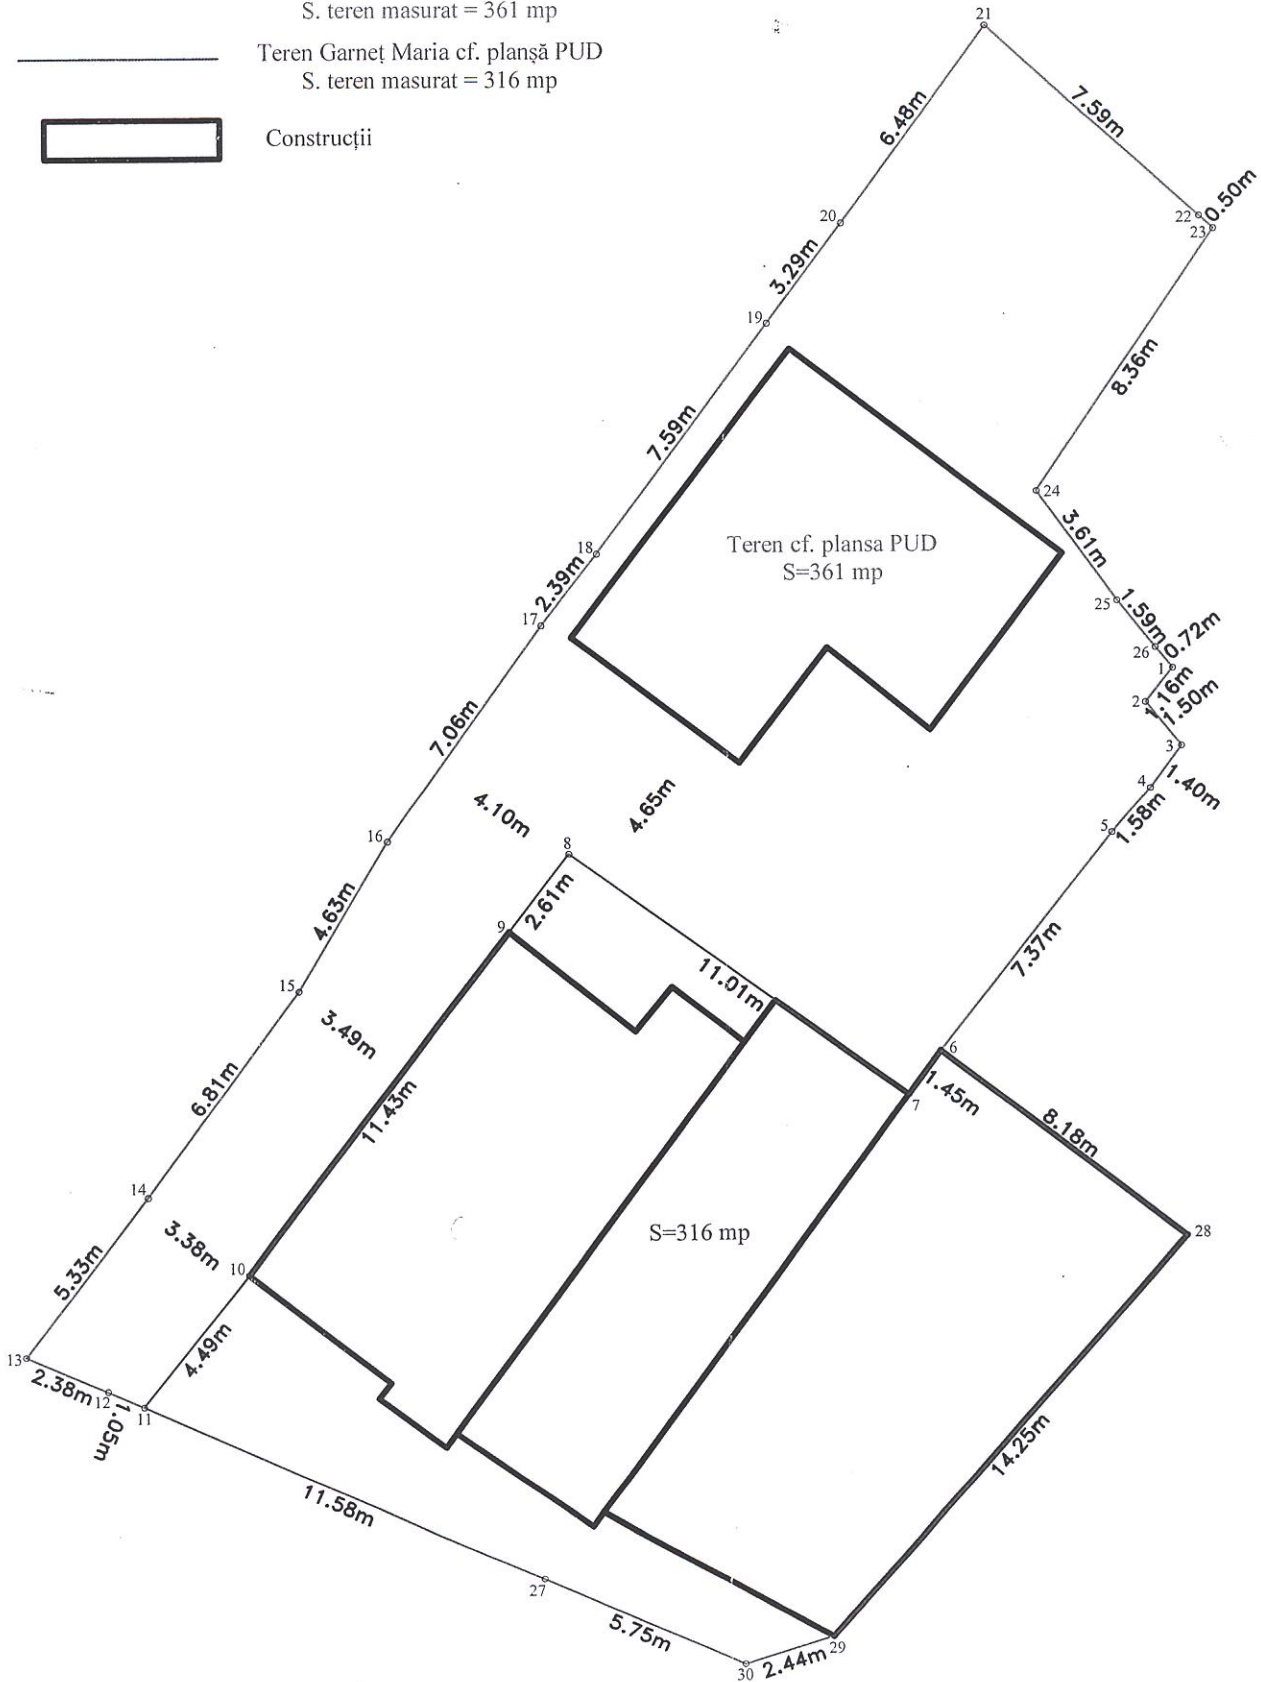 S. teren masurat = 361 mp
Teren Garneț Maria cf. planșă PUD
S. teren masurat = 316 mp
Construcții
21
7.59m
6.48m
22
0.50m
23
20
3.29m
19
8.36m
7.59m
24
3.61m
Teren cf. plansa PUD
S=361 mp
18
2.39m
17
25
1.59m
26
0.72m
1
1.16m
2
1.50m
3
7.06m
4
1.40m
1.58m
5
4.10m
4.65m
16
8
2.61m
4.63m
9
7.37m
11.01m
15
3.49m
6
1.45m
7
8.18m
6.81m
11.43m
14
3.38m
S=316 mp
28
5.33m
10
4.49m
13
2.38m
12
11
1.05m
14.25m
11.58m
27
5.75m
29
30
2.44m